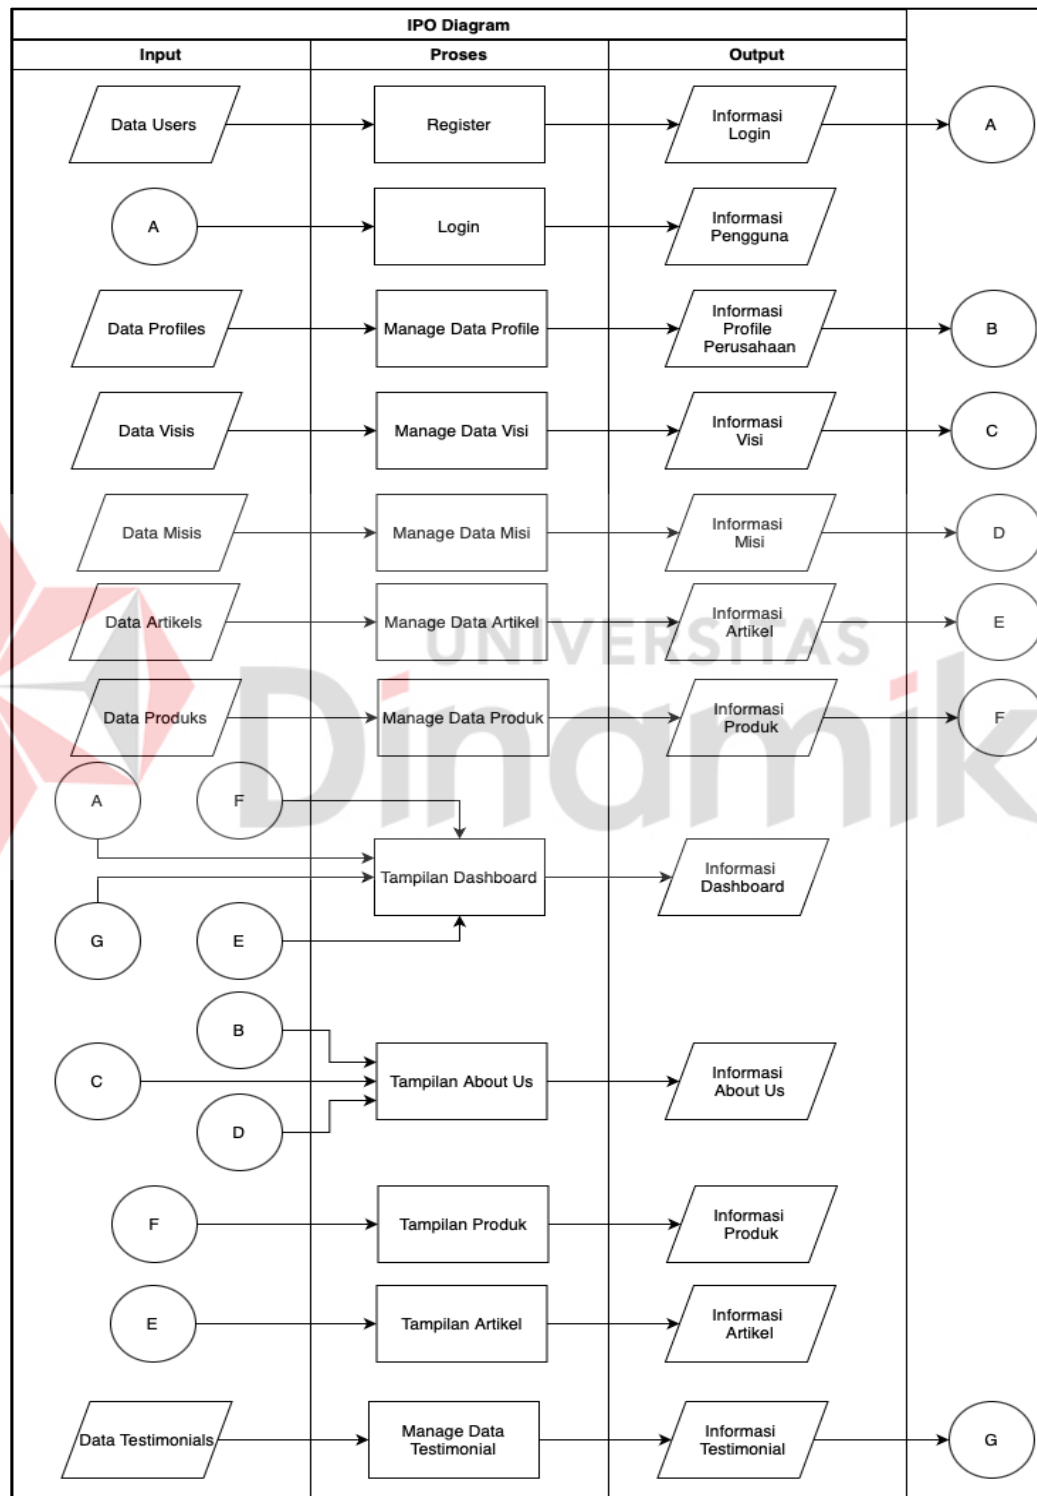 IPO Diagram
Input
Proses
Output
Data Users
Register
Informasi
Login
A
A
Login
Informasi
Pengguna
Data Profiles
Manage Data Profile
Informasi
Profile
Perusahaan
B
Data Visis
Manage Data Visi
Informasi
Visi
C
Data Misis
Manage Data Misi
Informasi
Misi
D
Data Artikels
Manage Data Artikel
Informasi
Artikel
E
UNIVERSITAS
Dinamika
Data Produks
Manage Data Produk
Informasi
Produk
F
A
F
Tampilan Dashboard
Informasi
Dashboard
G
E
B
C
D
Tampilan About Us
Informasi
About Us
F
Tampilan Produk
Informasi
Produk
E
Tampilan Artikel
Informasi
Artikel
Data Testimonials
Manage Data
Testimonial
Informasi
Testimonial
G